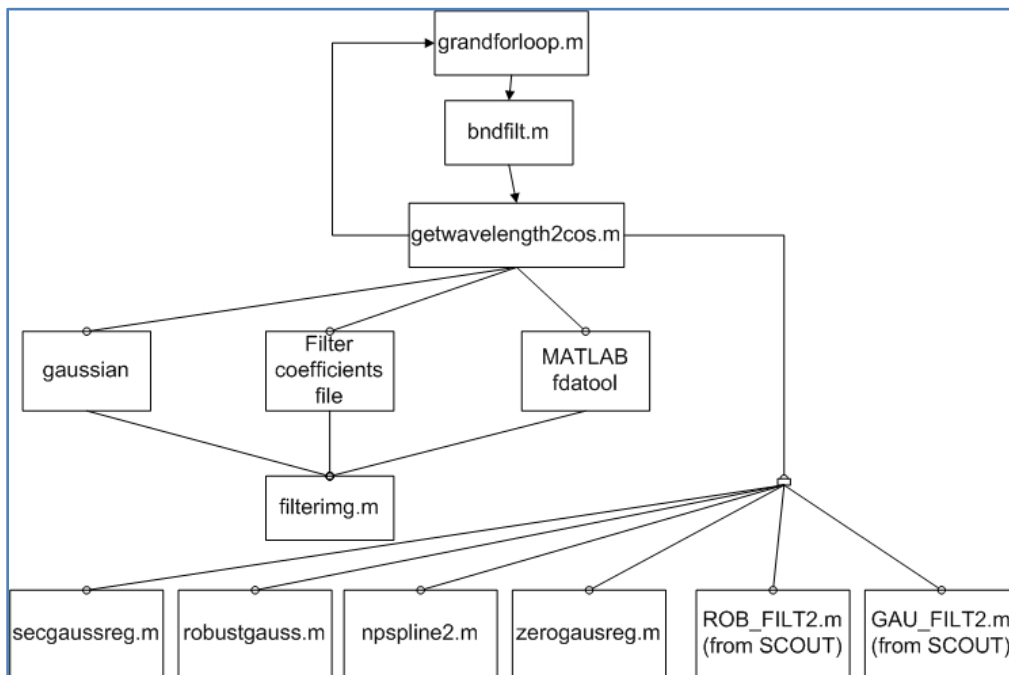 grandforloop.m
bndfilt.m
getwavelength2cos.m
gaussian
Filter
coefficients
file
MATLAB
fdatool
filterimg.m
secgaussreg.m
robustgauss.m
npspline2.m
zerogausreg.m
ROB_FILT2.m
(from SCOUT)
GAU_FILT2.m
(from SCOUT)